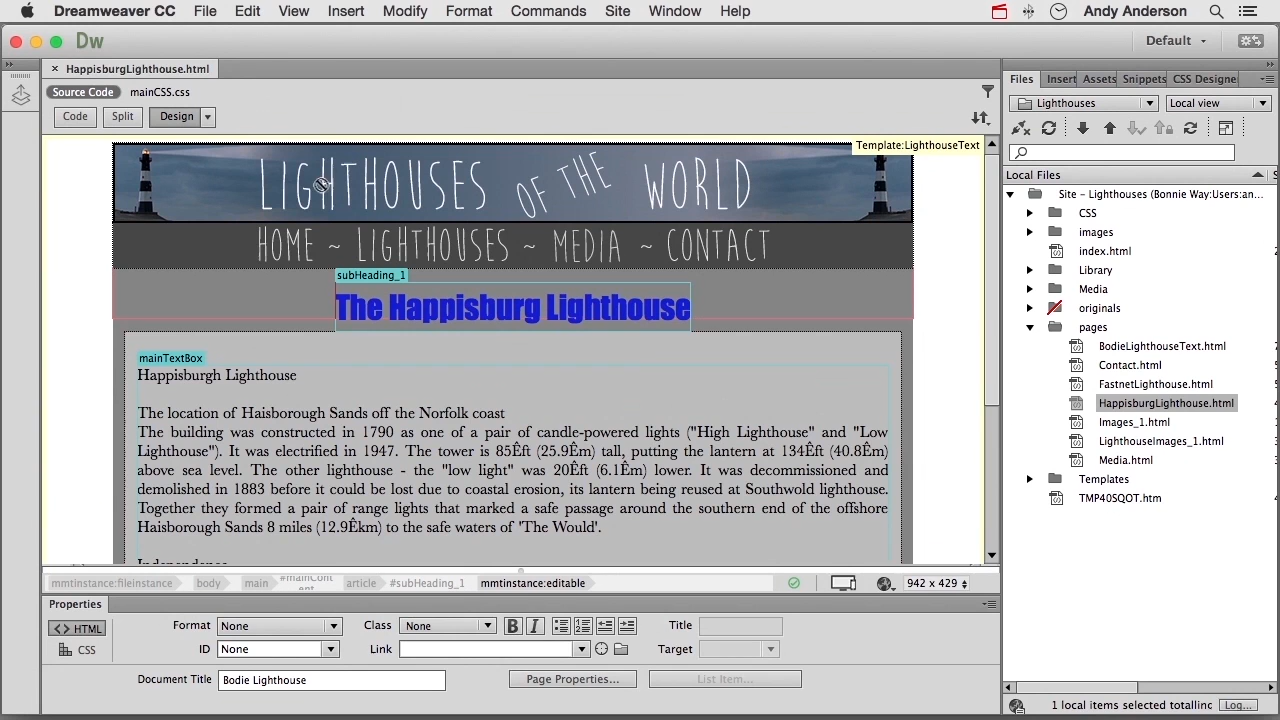 Dreamweaver CC File Edit View Insert Modify Format Commands Site Window Help Andy Anderson
Dw Default
HappisburgLighthouse.html
Source Code mainCSS.css
Code Split Design
Template:LighthouseText
LIGHTHOUSES OF THE WORLD
HOME ~ LIGHTHOUSES ~ MEDIA ~ CONTACT
subHeading_1
The Happisburg Lighthouse
mainTextBox
Happisburgh Lighthouse
The location of Haisborough Sands off the Norfolk coast
The building was constructed in 1790 as one of a pair of candle-powered lights ("High Lighthouse" and "Low
Lighthouse"). It was electrified in 1947. The tower is 85Êft (25.9Êm) tall, putting the lantern at 134Êft (40.8Êm)
above sea level. The other lighthouse - the "low light" was 20Êft (6.1Êm) lower. It was decommissioned and
demolished in 1883 before it could be lost due to coastal erosion, its lantern being reused at Southwold lighthouse.
Together they formed a pair of range lights that marked a safe passage around the southern end of the offshore
Haisborough Sands 8 miles (12.9Êkm) to the safe waters of 'The Would'.
Independence
mmtinstance:fileinstance body main #mainCont
ent article #subHeading_1 mmtinstance:editable 942 x 429
Properties
<> HTML Format None Class None B I Title
CSS ID None Link Target
Document Title Bodie Lighthouse Page Properties... List Item...
Files Insert Assets Snippets CSS Designe
Lighthouses Local view
Local Files S
Site - Lighthouses (Bonnie Way:Users:an...
CSS
images
index.html
Library
Media
originals
pages
BodieLighthouseText.html
Contact.html
FastnetLighthouse.html
HappisburgLighthouse.html
Images_1.html
LighthouseImages_1.html
Media.html
Templates
TMP40SQOT.htm
1 local items selected totallinc Log...